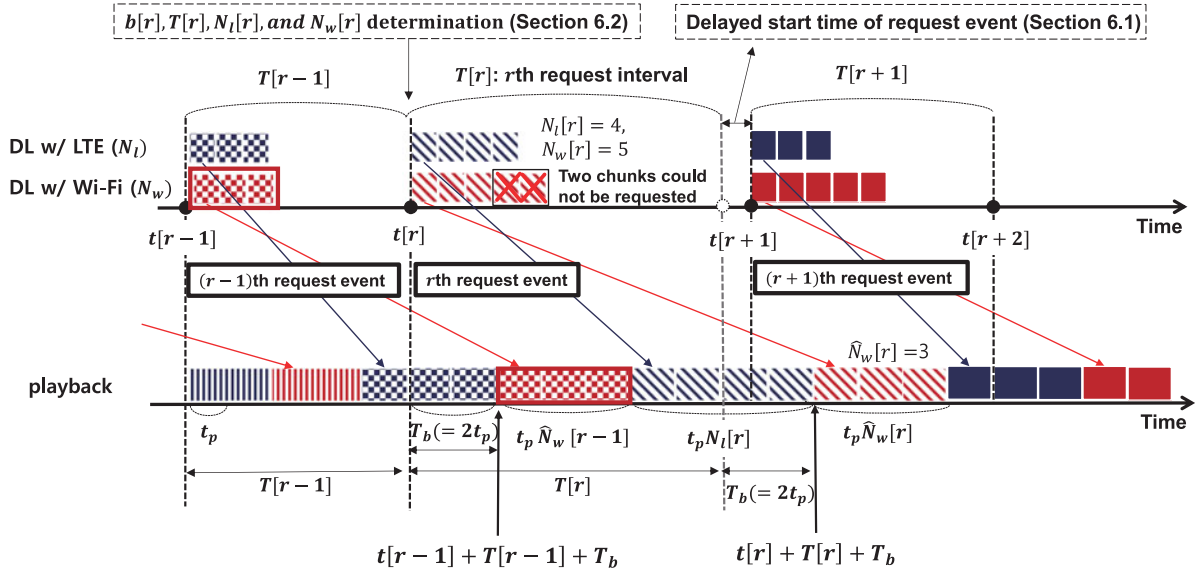 b[r], T[r], N_l[r], and N_w[r] determination (Section 6.2)
Delayed start time of request event (Section 6.1)
T[r − 1]
T[r]: rth request interval
T[r + 1]
DL w/ LTE (N_l)
N_l[r] = 4,
N_w[r] = 5
DL w/ Wi-Fi (N_w)
Two chunks could
not be requested
t[r−1]
t[r]
t[r+1]
t[r+2]
Time
(r − 1)th request event
rth request event
(r + 1)th request event
N̂_w[r] =3
playback
Time
t_p
T_b(= 2t_p)
t_p N̂_w [r − 1]
t_p N_l[r]
t_p N̂_w[r]
T[r − 1]
T[r]
T_b(= 2t_p)
t[r − 1] + T[r − 1] + T_b
t[r] + T[r] + T_b